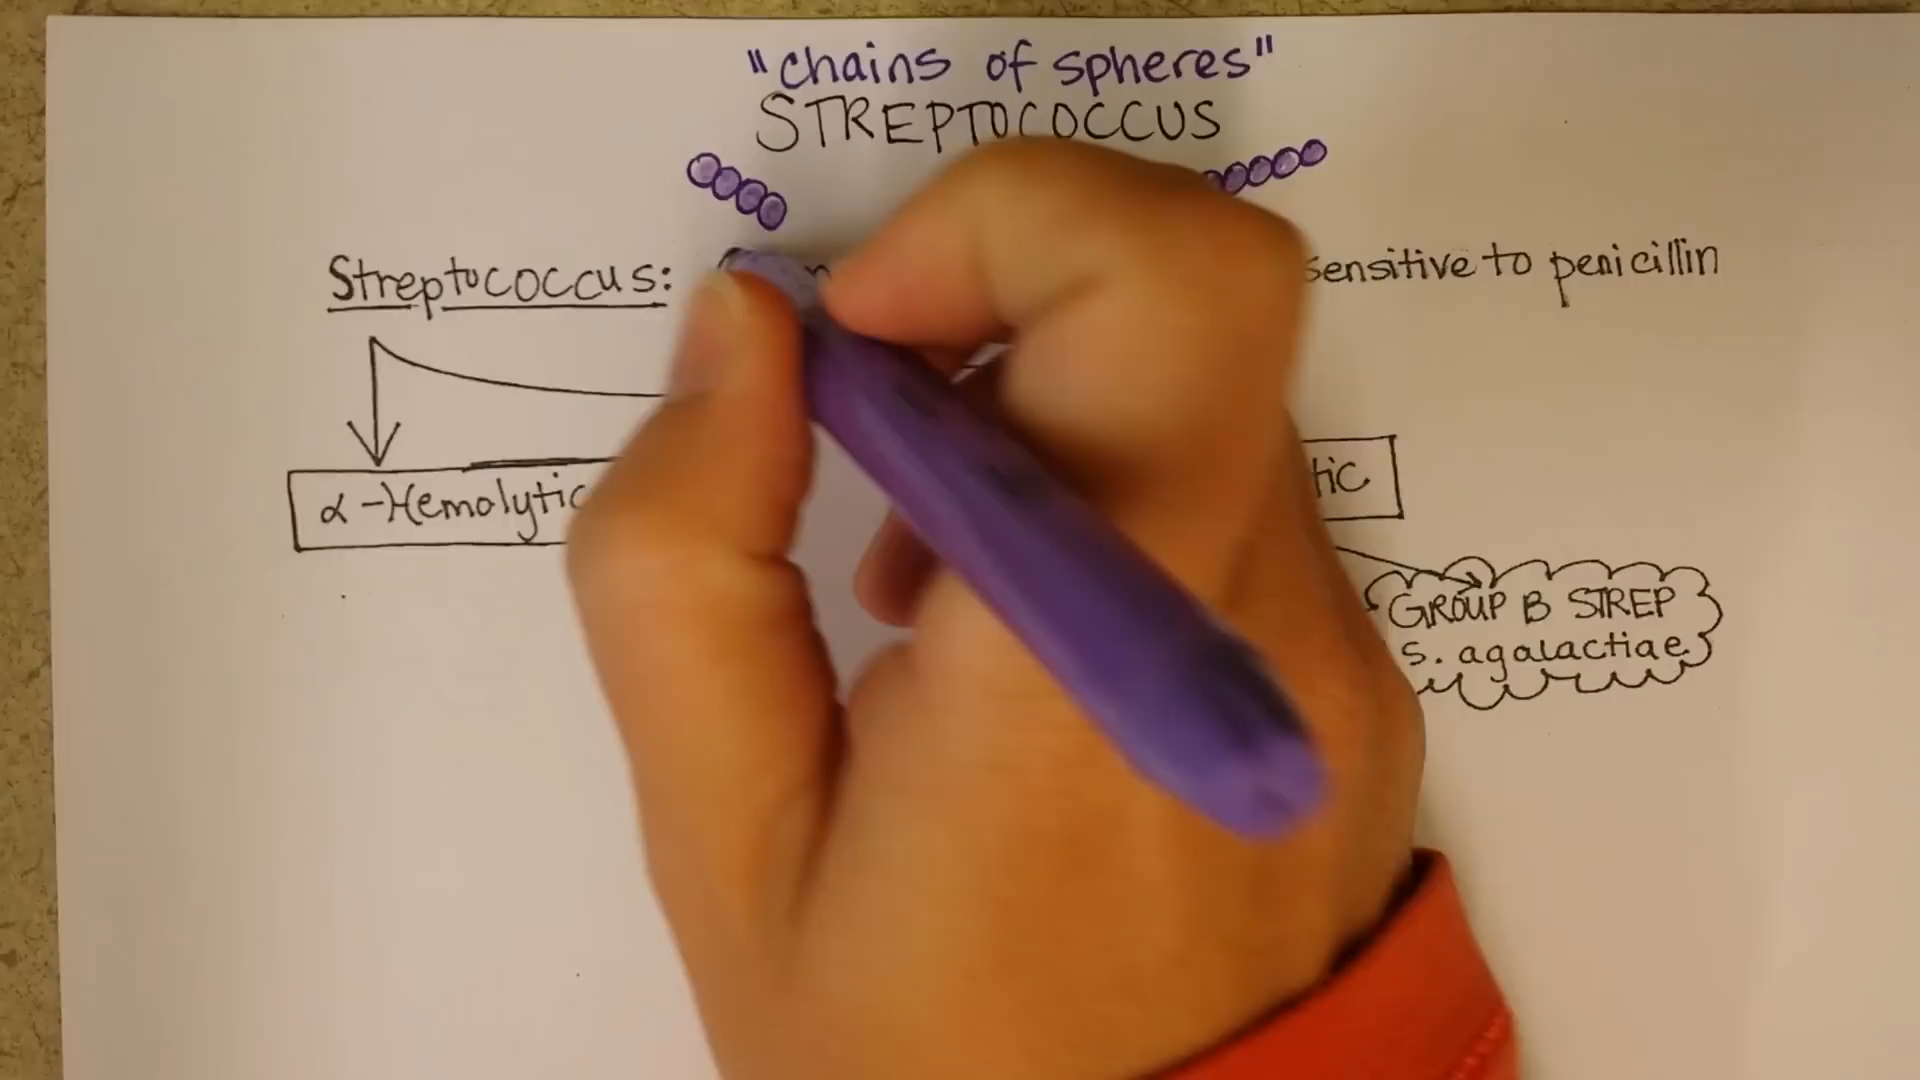 "chains of spheres"
STREPTOCOCCUS
Streptococcus: sensitive to penicillin
α-Hemolytic tic
GROUP B STREP
S. agalactiae